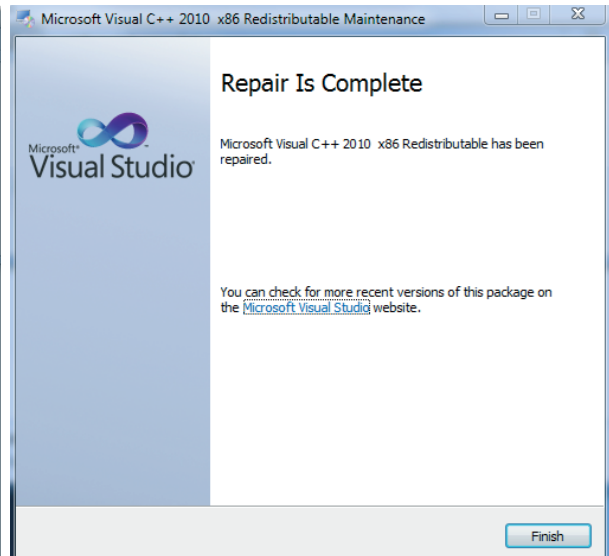 Microsoft Visual C++ 2010 x86 Redistributable Maintenance
Repair Is Complete
Microsoft
Visual Studio
Microsoft Visual C++ 2010 x86 Redistributable has been
repaired.
You can check for more recent versions of this package on
the Microsoft Visual Studio website.
Finish